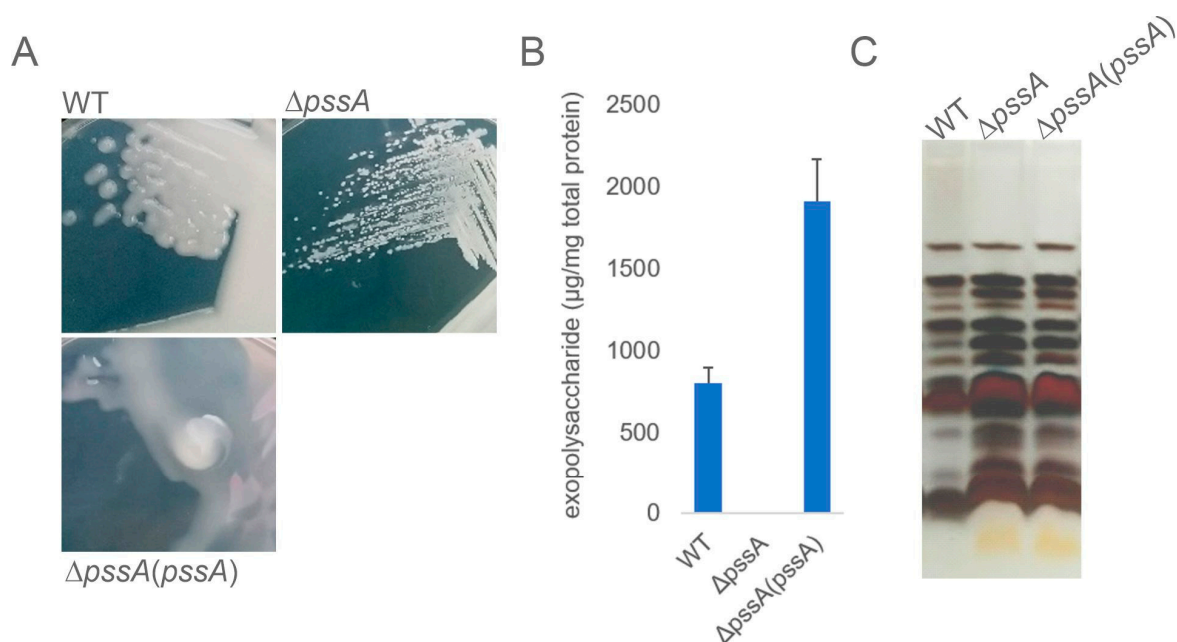 A
WT
ΔpssA
ΔpssA(pssA)
B
exopolysaccharide (µg/mg total protein)
2500
2000
1500
1000
500
0
WT
ΔpssA
ΔpssA(pssA)
C
WT
ΔpssA
ΔpssA(pssA)